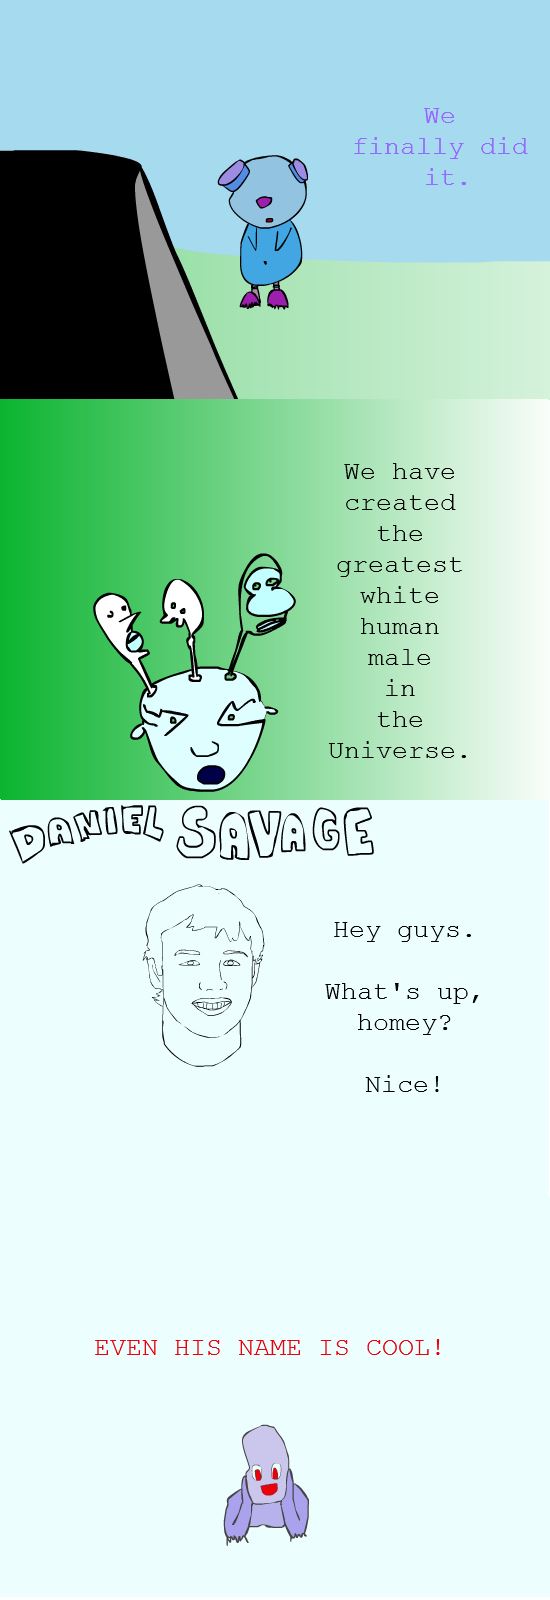 We
finally did
it.
We have
created
the
greatest
white
human
male
in
the
Universe.
DANIEL SAVAGE
Hey guys.
What's up,
homey?
Nice!
EVEN HIS NAME IS COOL!